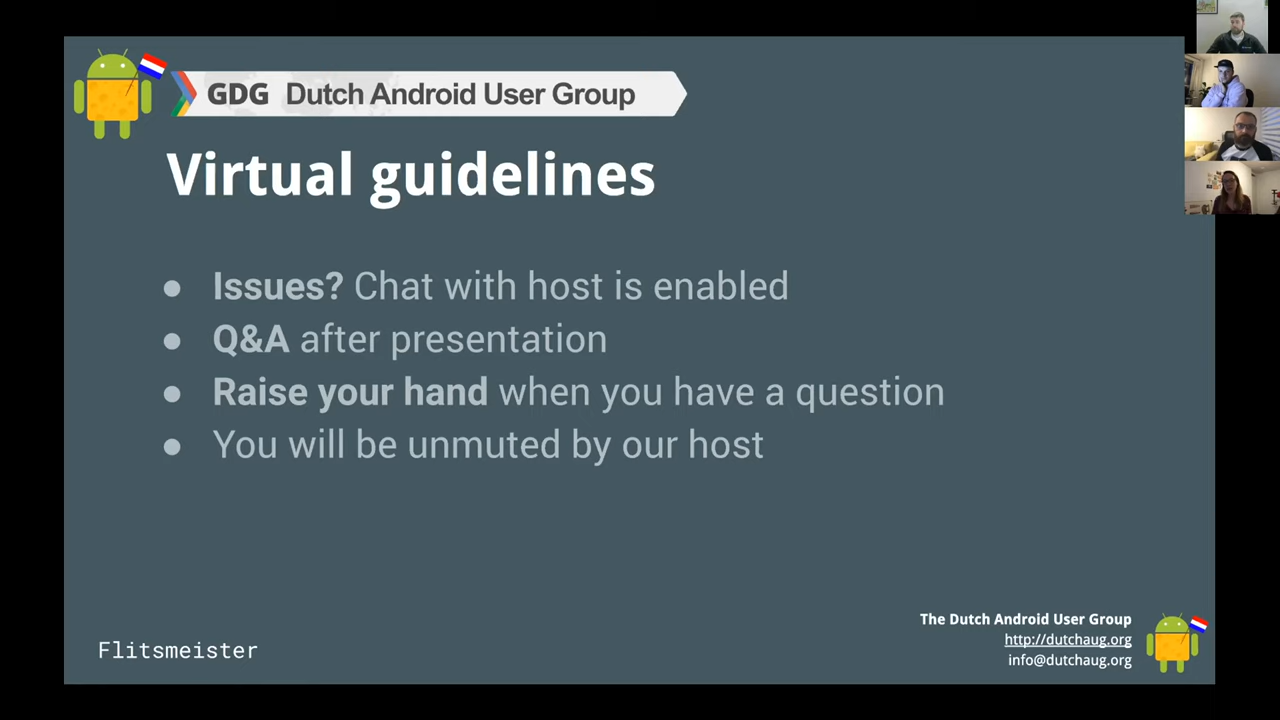 GDG Dutch Android User Group
Virtual guidelines
● Issues? Chat with host is enabled
● Q&A after presentation
● Raise your hand when you have a question
● You will be unmuted by our host
Flitsmeister
The Dutch Android User Group
http://dutchaug.org
info@dutchaug.org